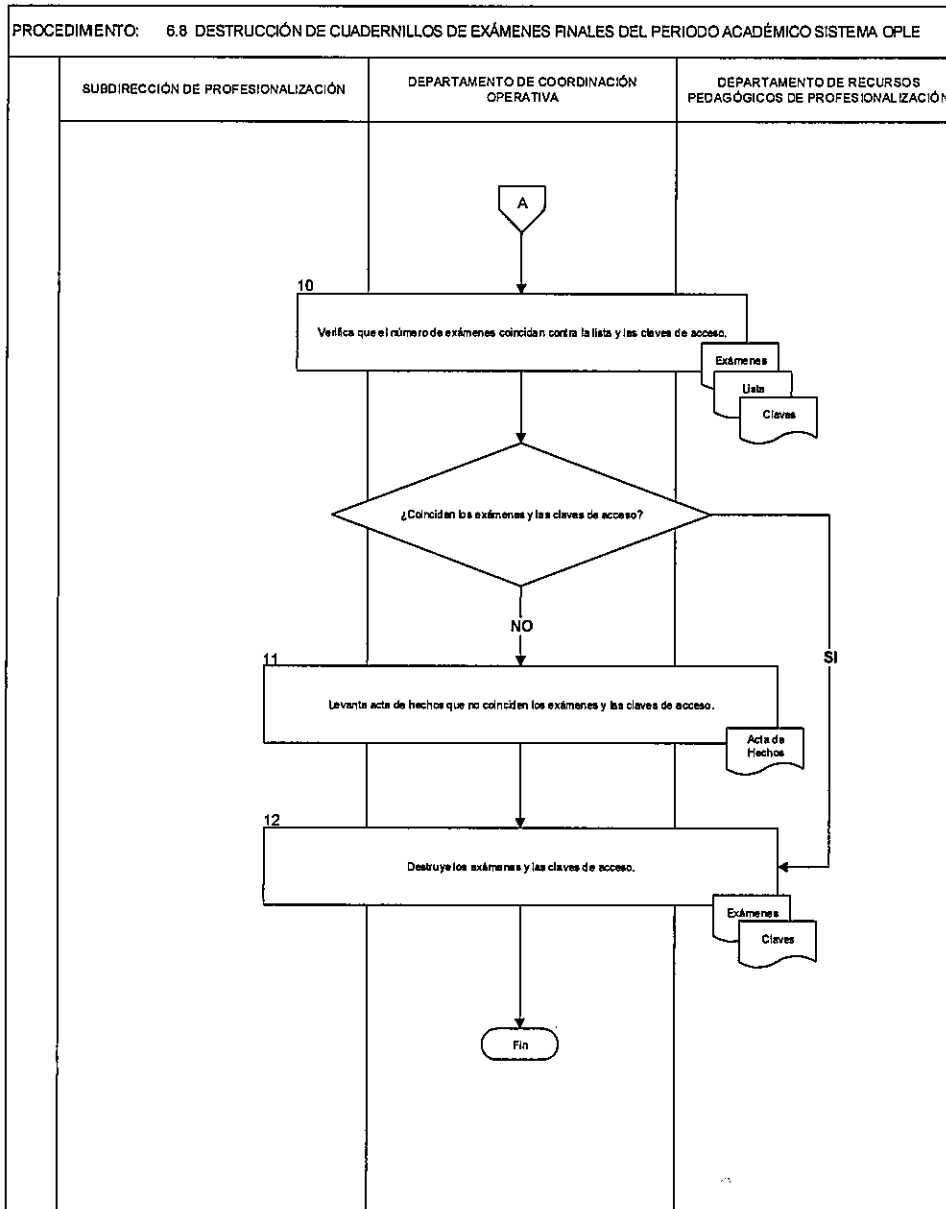 PROCEDIMIENTO: 6.8 DESTRUCCIÓN DE CUADERNILLOS DE EXÁMENES FINALES DEL PERIODO ACADÉMICO SISTEMA OPLE
SUBDIRECCIÓN DE PROFESIONALIZACIÓN
DEPARTAMENTO DE COORDINACIÓN
OPERATIVA
DEPARTAMENTO DE RECURSOS
PEDAGÓGICOS DE PROFESIONALIZACIÓN
A
10
Verifica que el número de exámenes coincidan contra la lista y las claves de acceso.
Exámenes
Lista
Claves
¿Coinciden los exámenes y las claves de acceso?
NO
SI
11
Levanta acta de hechos que no coinciden los exámenes y las claves de acceso.
Acta de
Hechos
12
Destruye los exámenes y las claves de acceso.
Exámenes
Claves
Fin